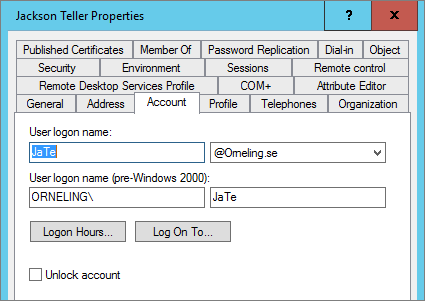 Jackson Teller Properties
? x
Published Certificates Member Of Password Replication Dial-in Object
Security Environment Sessions Remote control
Remote Desktop Services Profile COM+ Attribute Editor
General Address Account Profile Telephones Organization
User logon name:
JaTe @Orneling.se
User logon name (pre-Windows 2000):
ORNELING\ JaTe
Logon Hours... Log On To...
Unlock account